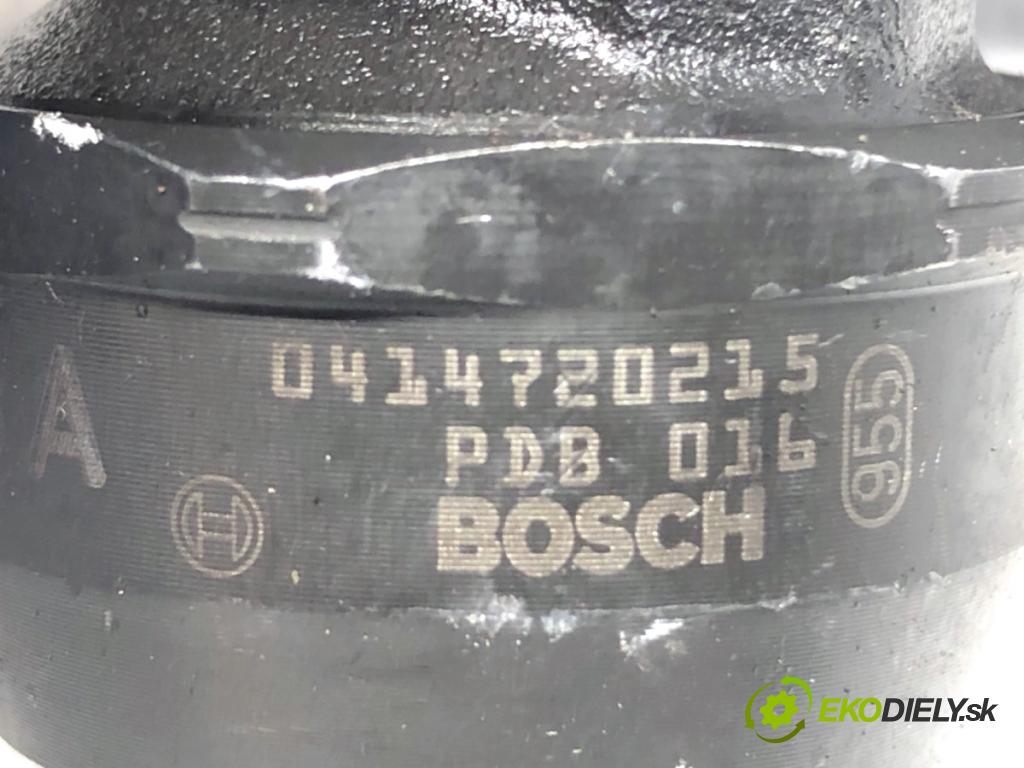 A
0414720215
PDB 016
955
BOSCH
EKODIELY.sk